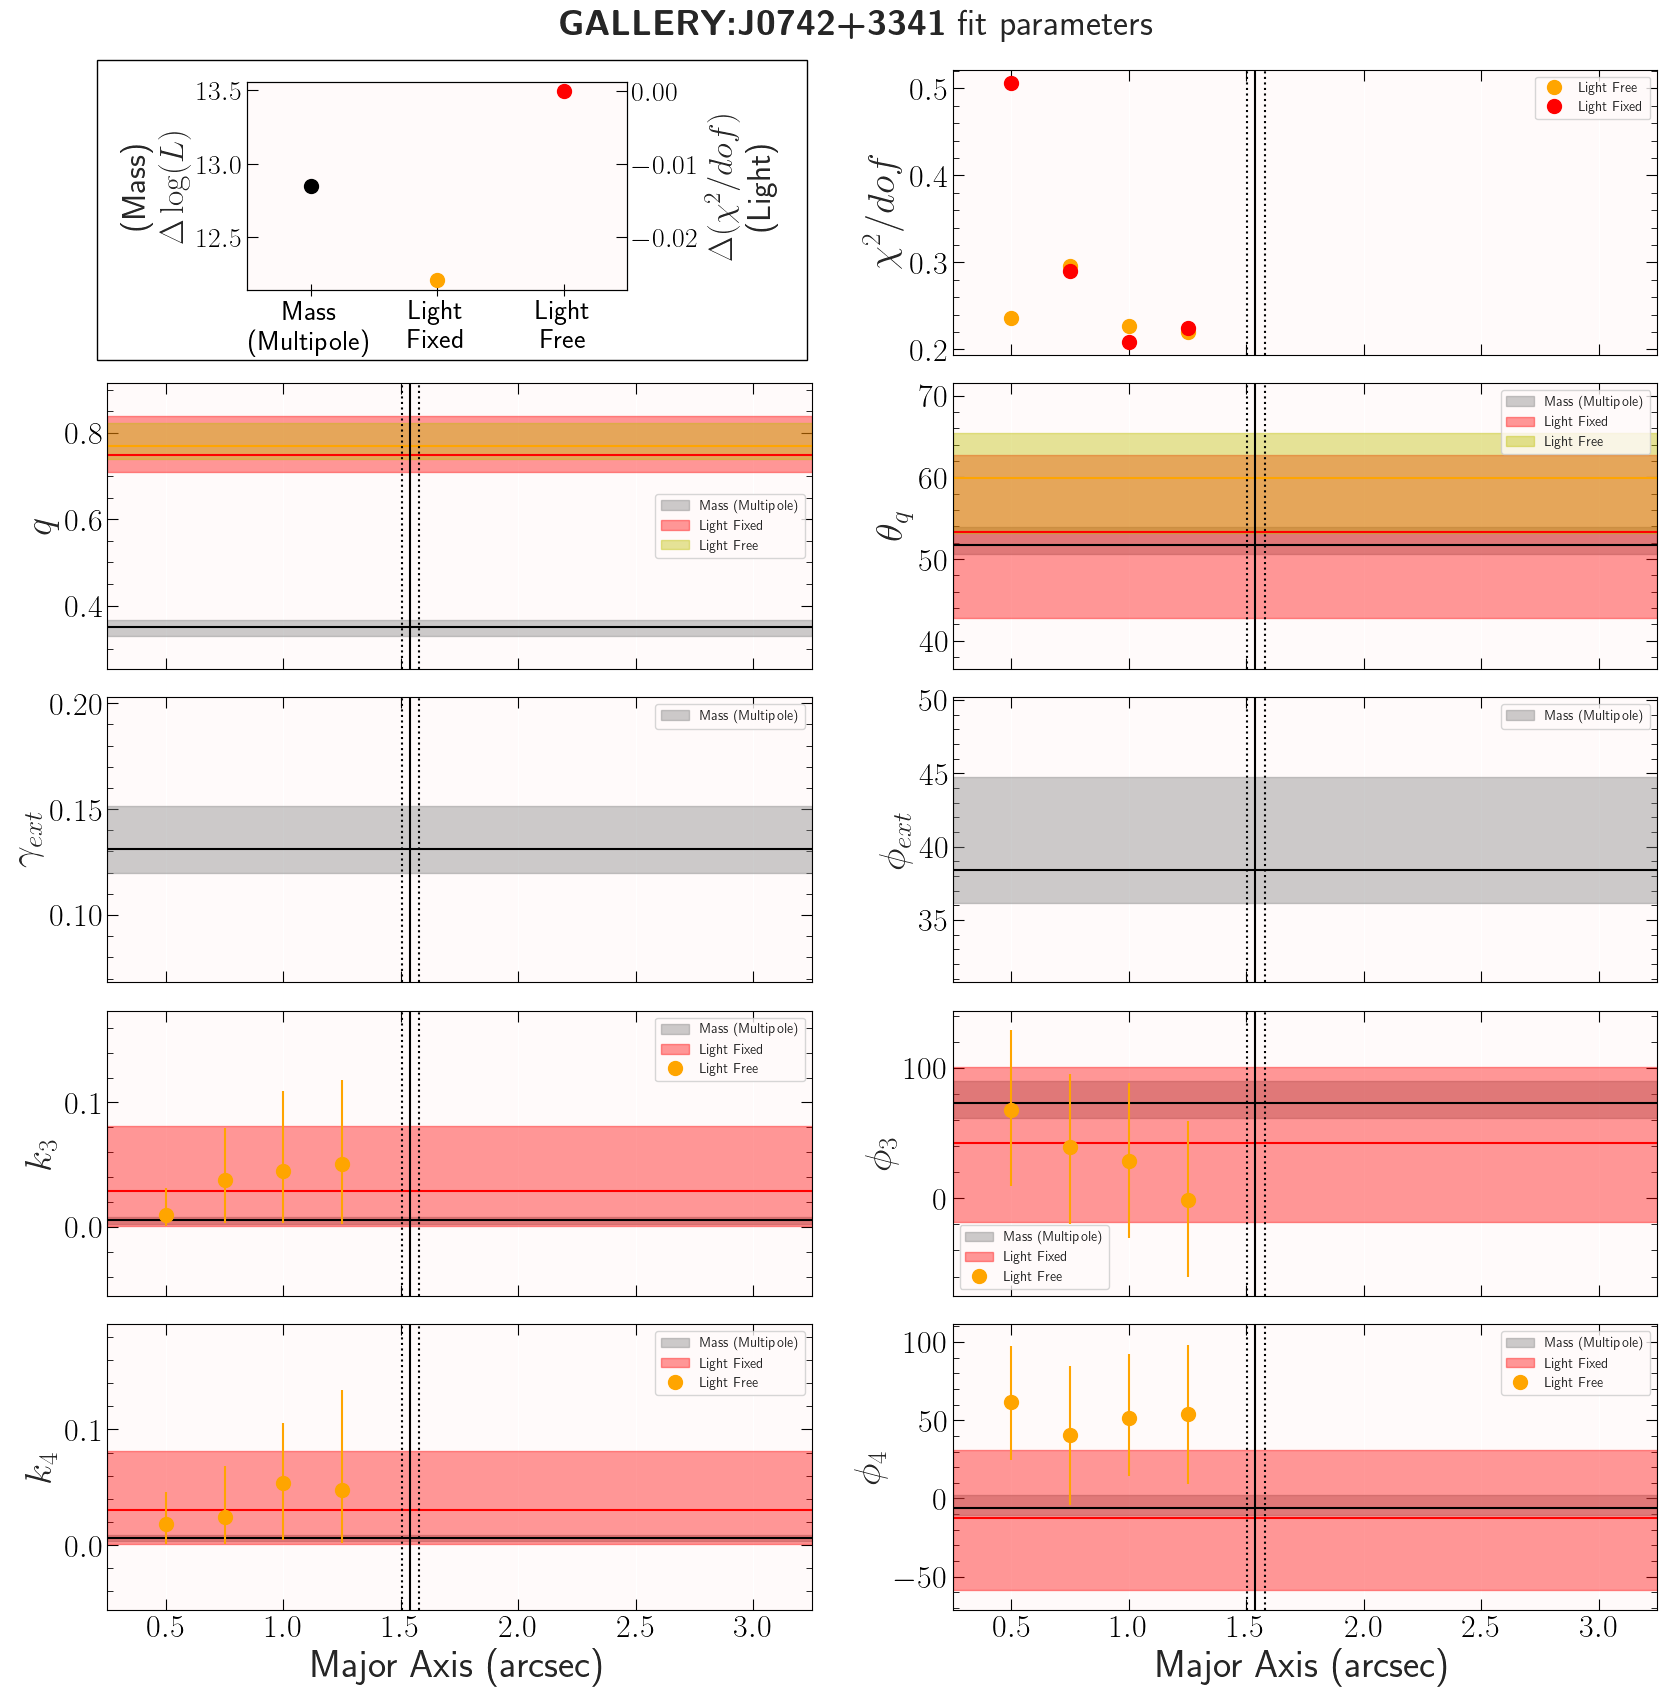 GALLERY:J0742+3341 fit parameters
(Mass)
Δ log(L)
13.5
13.0
12.5
0.00
−0.01
−0.02
Δ(χ²/dof)
(Light)
Mass
(Multipole)
Light
Fixed
Light
Free
χ²/dof
0.5
0.4
0.3
0.2
Light Free
Light Fixed
q
0.8
0.6
0.4
Mass (Multipole)
Light Fixed
Light Free
θ_q
70
60
50
40
Mass (Multipole)
Light Fixed
Light Free
γ_ext
0.20
0.15
0.10
Mass (Multipole)
ϕ_ext
50
45
40
35
Mass (Multipole)
k₃
0.1
0.0
Mass (Multipole)
Light Fixed
Light Free
ϕ₃
100
0
Mass (Multipole)
Light Fixed
Light Free
k₄
0.1
0.0
Mass (Multipole)
Light Fixed
Light Free
0.5 1.0 1.5 2.0 2.5 3.0
Major Axis (arcsec)
ϕ₄
100
50
0
−50
Mass (Multipole)
Light Fixed
Light Free
0.5 1.0 1.5 2.0 2.5 3.0
Major Axis (arcsec)